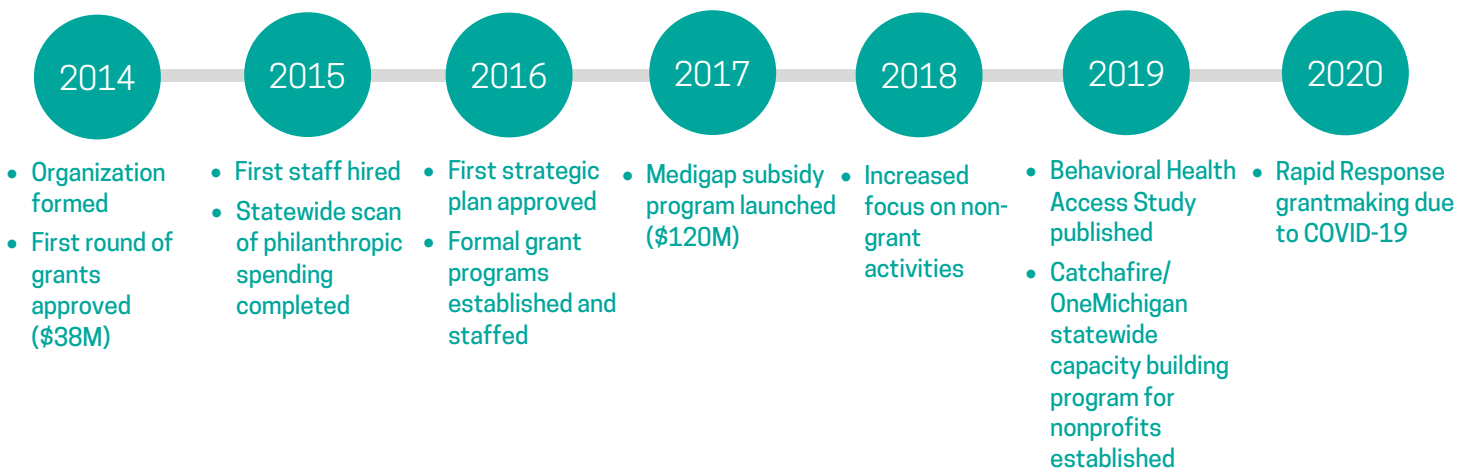 2014
2015
2016
2017
2018
2019
2020
• Organization
formed
• First round of
grants
approved
($38M)
• First staff hired
• Statewide scan
of philanthropic
spending
completed
• First strategic
plan approved
• Formal grant
programs
established and
staffed
• Medigap subsidy
program launched
($120M)
• Increased
focus on non-
grant
activities
• Behavioral Health
Access Study
published
• Catchafire/
OneMichigan
statewide
capacity building
program for
nonprofits
established
• Rapid Response
grantmaking due
to COVID-19